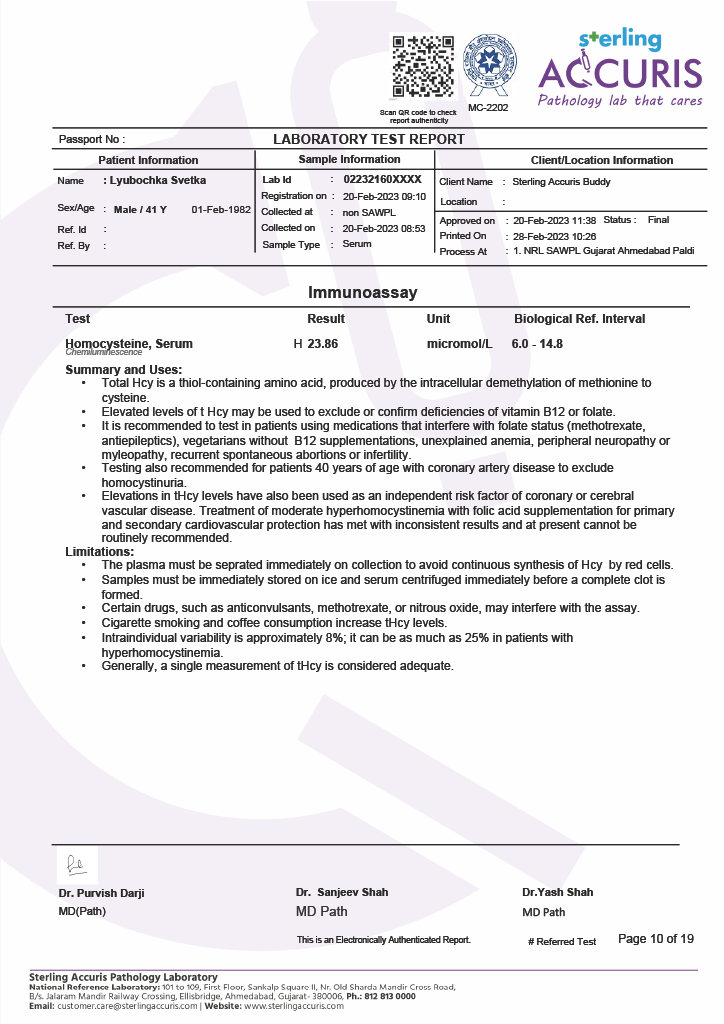 sterling
ACCURIS
Pathology lab that cares
Scan QR code to check
report authenticity
MC-2202
Passport No :
LABORATORY TEST REPORT
Patient Information
Sample Information
Client/Location Information
Name : Lyubochka Svetka
Lab Id : 02232160XXXX
Client Name : Sterling Accuris Buddy
Registration on : 20-Feb-2023 09:10
Location :
Sex/Age : Male / 41 Y 01-Feb-1982
Collected at : non SAWPL
Approved on : 20-Feb-2023 11:38 Status : Final
Ref. Id :
Collected on : 20-Feb-2023 08:53
Printed On : 28-Feb-2023 10:26
Ref. By :
Sample Type : Serum
Process At : 1. NRL SAWPL Gujarat Ahmedabad Paldi
Immunoassay
Test Result Unit Biological Ref. Interval
Homocysteine, Serum H 23.86 micromol/L 6.0 - 14.8
Chemiluminescence
Summary and Uses:
• Total Hcy is a thiol-containing amino acid, produced by the intracellular demethylation of methionine to
cysteine.
• Elevated levels of t Hcy may be used to exclude or confirm deficiencies of vitamin B12 or folate.
• It is recommended to test in patients using medications that interfere with folate status (methotrexate,
antiepileptics), vegetarians without B12 supplementations, unexplained anemia, peripheral neuropathy or
myleopathy, recurrent spontaneous abortions or infertility.
• Testing also recommended for patients 40 years of age with coronary artery disease to exclude
homocystinuria.
• Elevations in tHcy levels have also been used as an independent risk factor of coronary or cerebral
vascular disease. Treatment of moderate hyperhomocystinemia with folic acid supplementation for primary
and secondary cardiovascular protection has met with inconsistent results and at present cannot be
routinely recommended.
Limitations:
• The plasma must be seprated immediately on collection to avoid continuous synthesis of Hcy by red cells.
• Samples must be immediately stored on ice and serum centrifuged immediately before a complete clot is
formed.
• Certain drugs, such as anticonvulsants, methotrexate, or nitrous oxide, may interfere with the assay.
• Cigarette smoking and coffee consumption increase tHcy levels.
• Intraindividual variability is approximately 8%; it can be as much as 25% in patients with
hyperhomocystinemia.
• Generally, a single measurement of tHcy is considered adequate.
Dr. Purvish Darji
MD(Path)
Dr. Sanjeev Shah
MD Path
Dr.Yash Shah
MD Path
This is an Electronically Authenticated Report.
# Referred Test
Page 10 of 19
Sterling Accuris Pathology Laboratory
National Reference Laboratory: 101 to 109, First Floor, Sankalp Square II, Nr. Old Sharda Mandir Cross Road,
B/s. Jalaram Mandir Railway Crossing, Ellisbridge, Ahmedabad, Gujarat- 380006, Ph.: 812 813 0000
Email: customer.care@sterlingaccuris.com | Website: www.sterlingaccuris.com